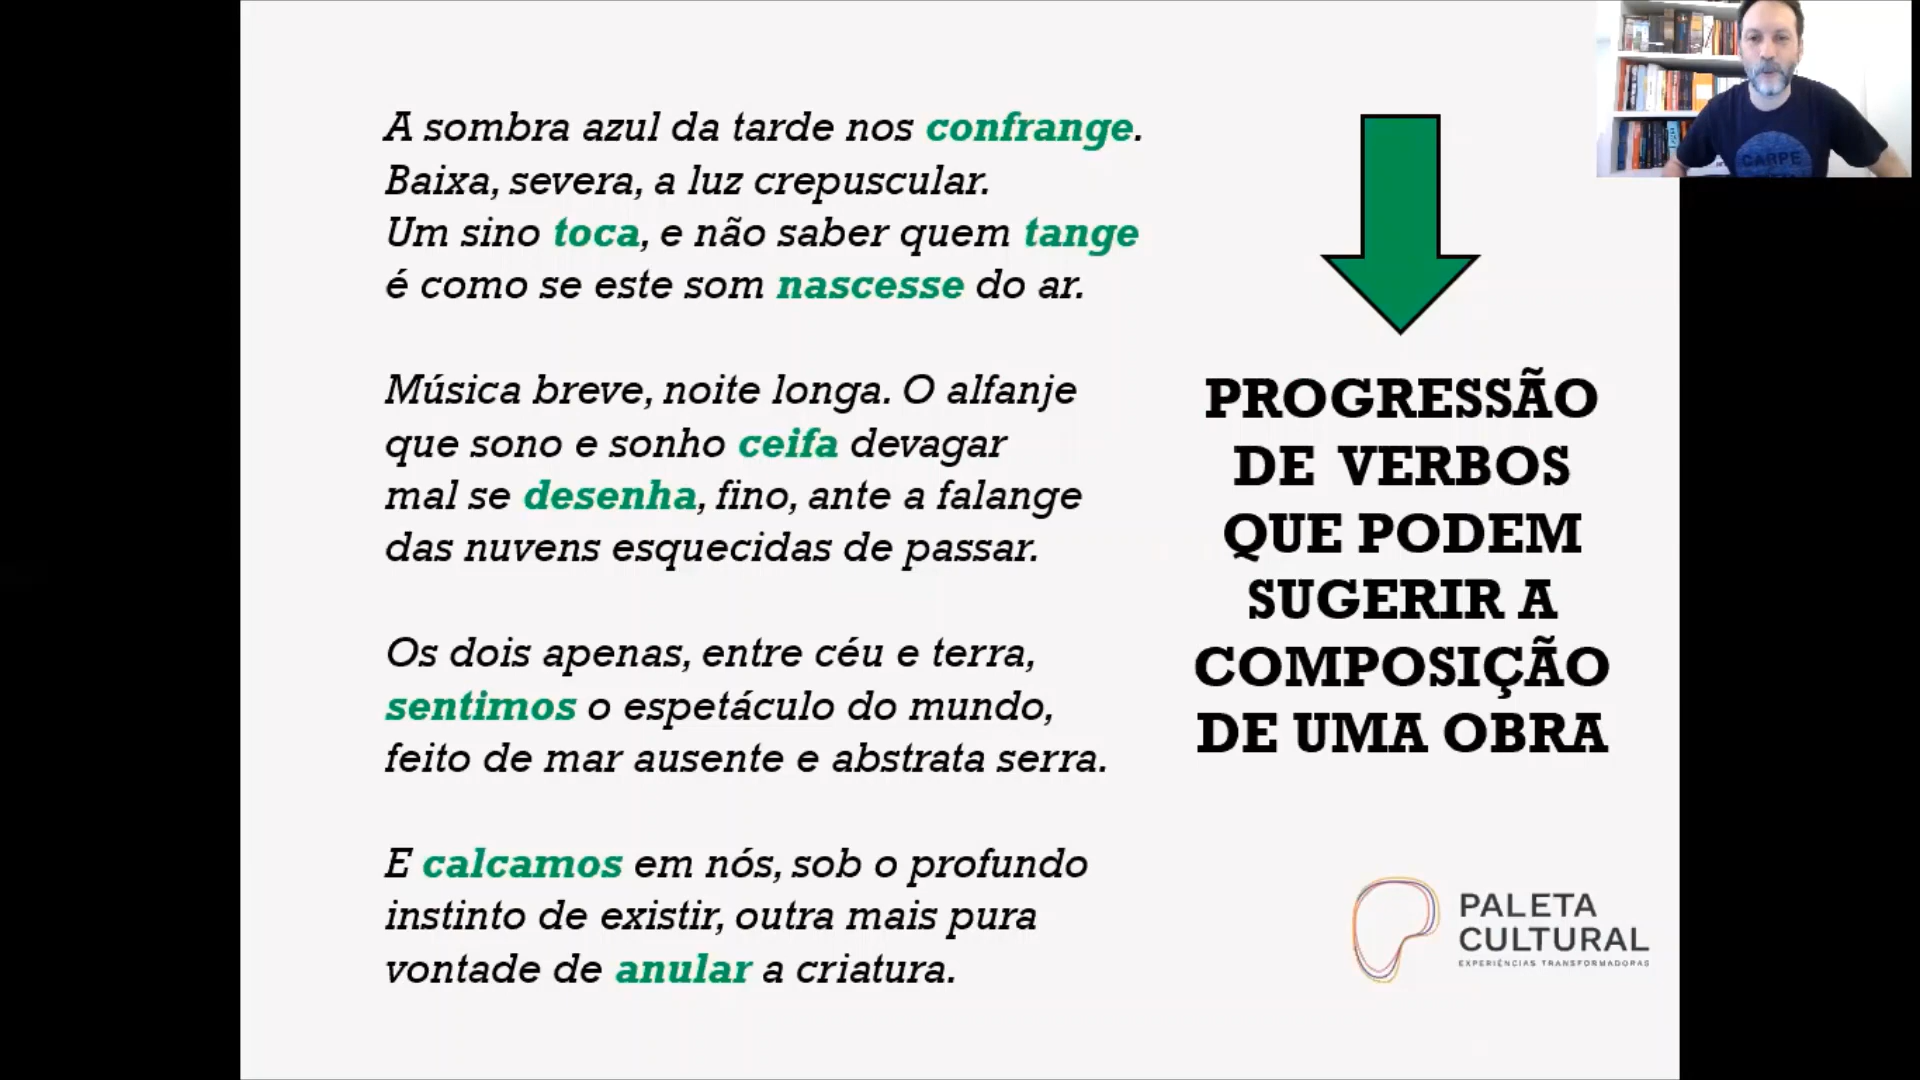 A sombra azul da tarde nos confrange.
Baixa, severa, a luz crepuscular.
Um sino toca, e não saber quem tange
é como se este som nascesse do ar.
Música breve, noite longa. O alfanje
que sono e sonho ceifa devagar
mal se desenha, fino, ante a falange
das nuvens esquecidas de passar.
Os dois apenas, entre céu e terra,
sentimos o espetáculo do mundo,
feito de mar ausente e abstrata serra.
E calcamos em nós, sob o profundo
instinto de existir, outra mais pura
vontade de anular a criatura.
PROGRESSÃO
DE VERBOS
QUE PODEM
SUGERIR A
COMPOSIÇÃO
DE UMA OBRA
PALETA
CULTURAL
EXPERIÊNCIAS TRANSFORMADORAS
CARPE